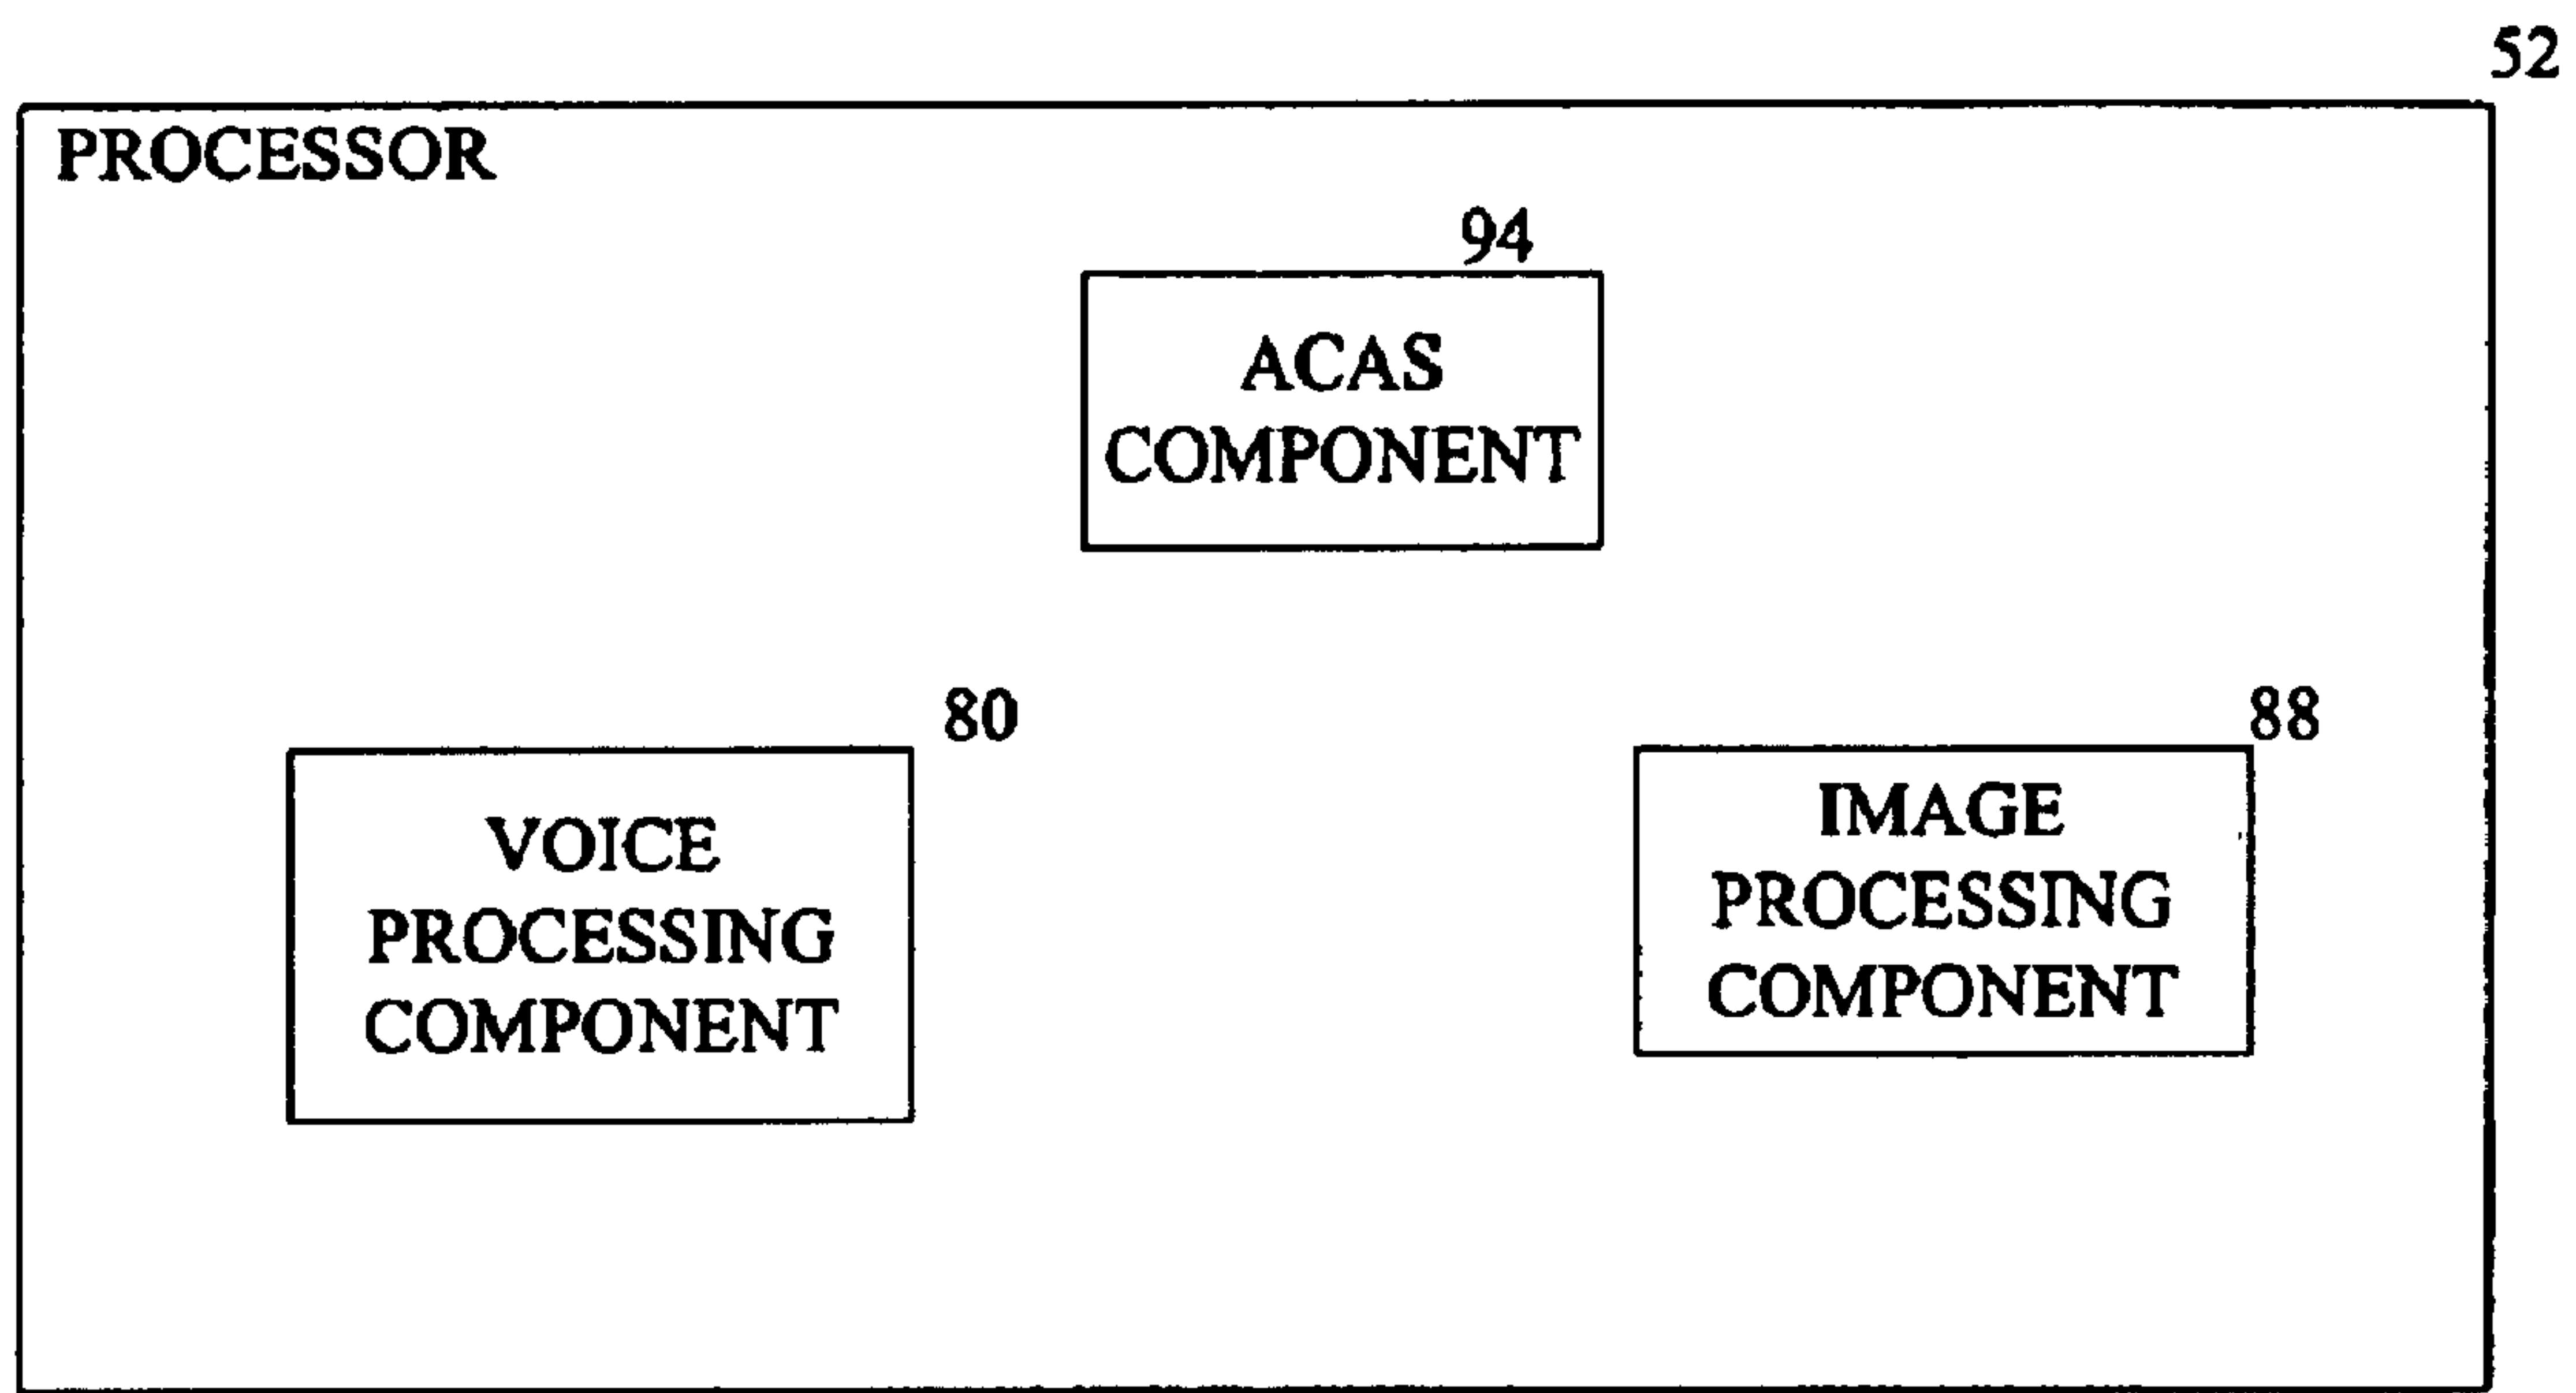 52
PROCESSOR
94
ACAS
COMPONENT
80
VOICE
PROCESSING
COMPONENT
88
IMAGE
PROCESSING
COMPONENT